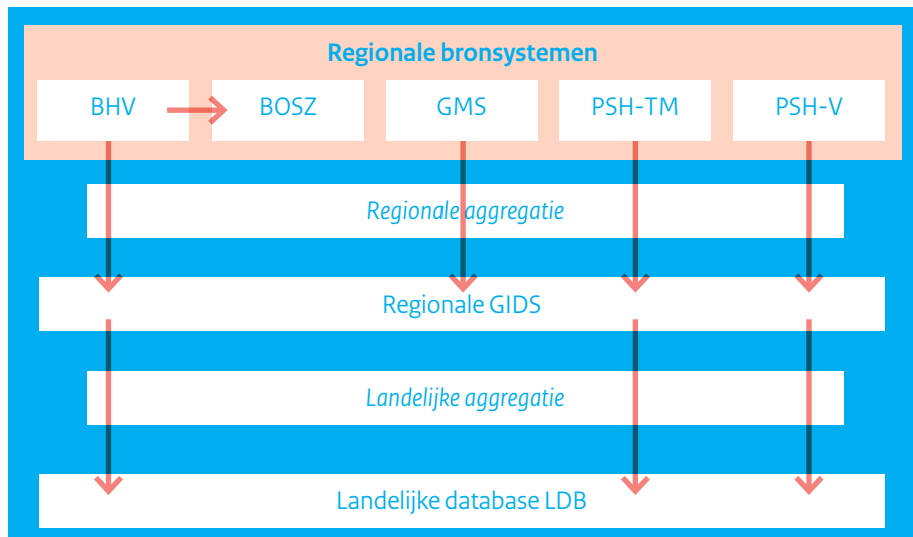 Regionale bronsystemen
BHV BOSZ GMS PSH-TM PSH-V
Regionale aggregatie
Regionale GIDS
Landelijke aggregatie
Landelijke database LDB